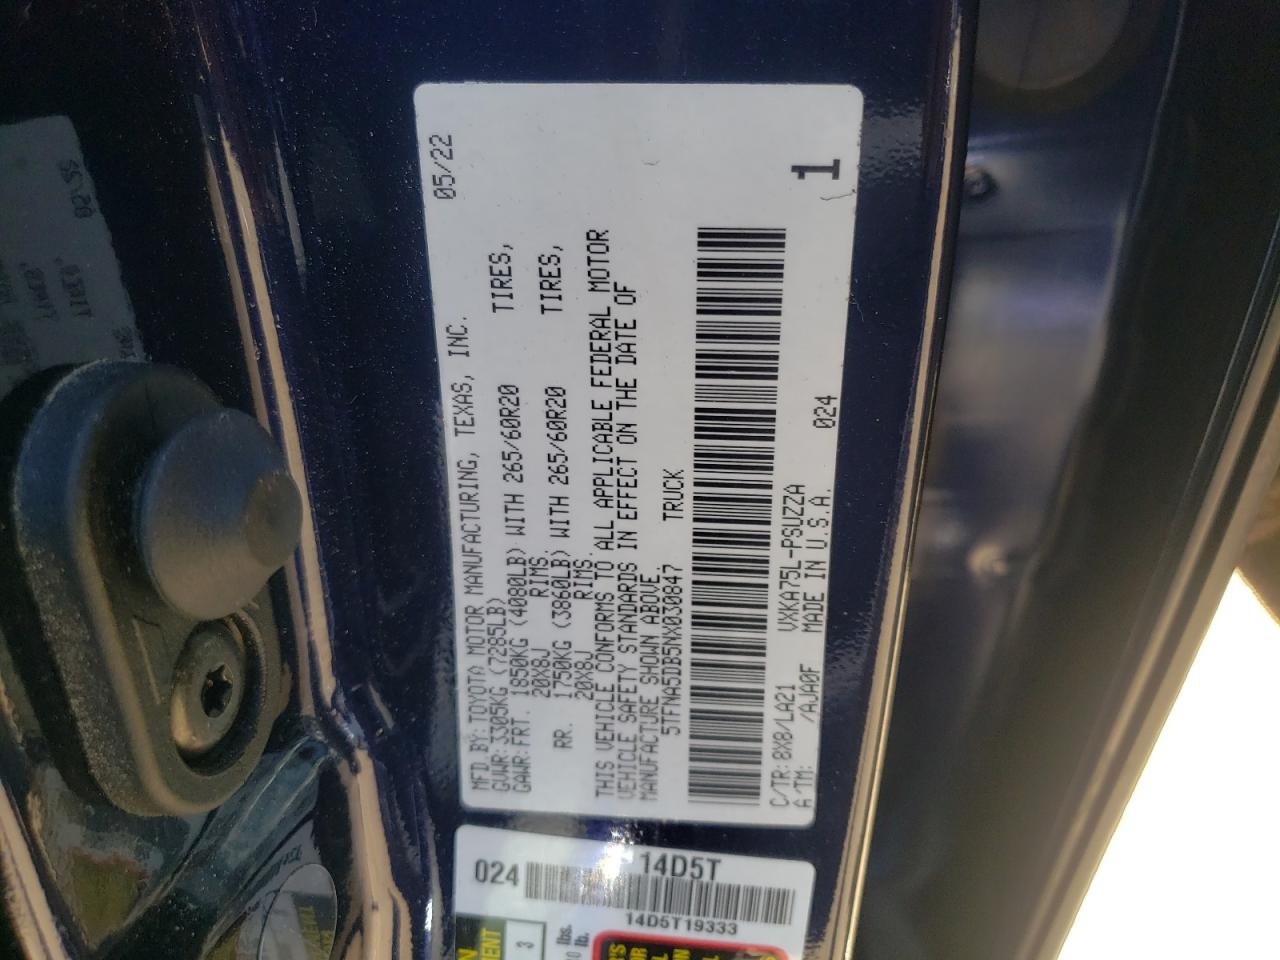 MFD.BY:TOYOTA MOTOR MANUFACTURING, TEXAS, INC. 05/22
GVWR:3305KG (7285LB)
GAWR:FRT. 1850KG (4080LB) WITH 265/60R20 TIRES,
20X8J RIMS
RR. 1750KG (3860LB) WITH 265/60R20 TIRES,
20X8J RIMS
THIS VEHICLE CONFORMS TO ALL APPLICABLE FEDERAL MOTOR
VEHICLE SAFETY STANDARDS IN EFFECT ON THE DATE OF
MANUFACTURE SHOWN ABOVE
5TFNA5DB5NX030847 TRUCK
C/TR:8X8/LA21 VXKA75L-PSUZZA
A/TM: /AJA0F MADE IN U.S.A. 024
1
024
14D5T
14D5T19333
3
lbs.
lb.